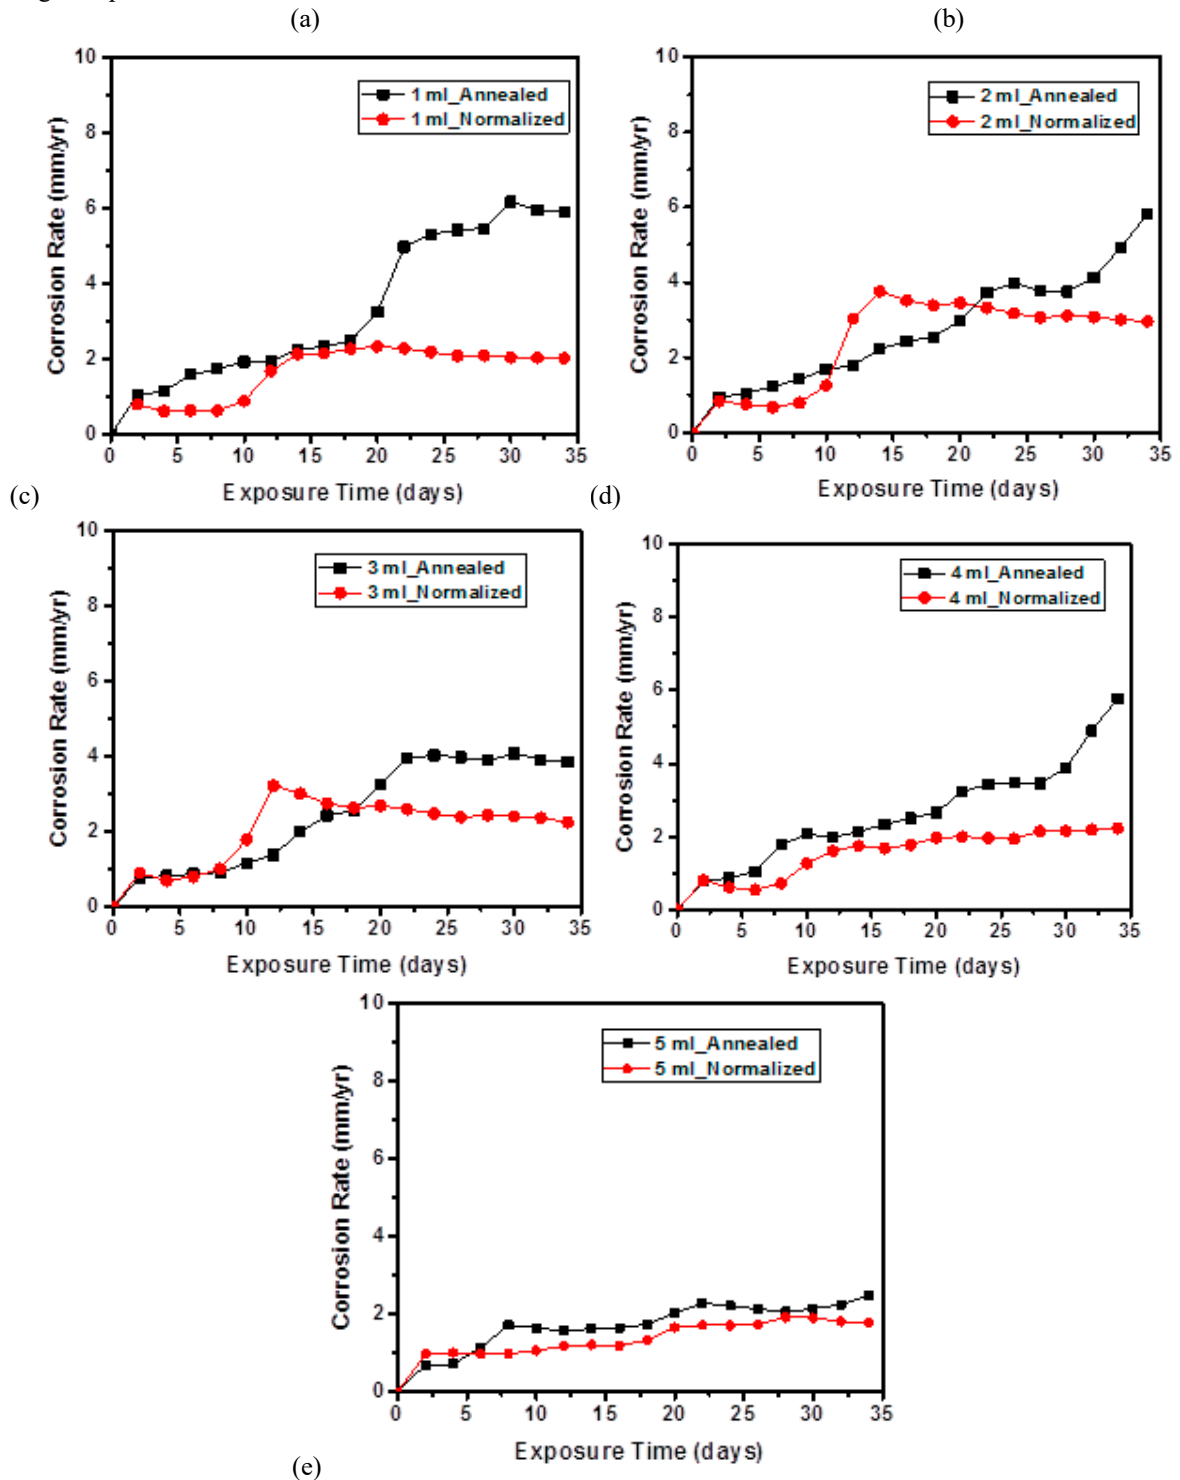 (a)
(b)
10
8
6
4
2
0
Corrosion Rate (mm/yr)
1 ml_Annealed
1 ml_Normalized
0 5 10 15 20 25 30 35
Exposure Time (days)
10
8
6
4
2
0
Corrosion Rate (mm/yr)
2 ml_Annealed
2 ml_Normalized
0 5 10 15 20 25 30 35
Exposure Time (days)
(c)
(d)
10
8
6
4
2
0
Corrosion Rate (mm/yr)
3 ml_Annealed
3 ml_Normalized
0 5 10 15 20 25 30 35
Exposure Time (days)
10
8
6
4
2
0
Corrosion Rate (mm/yr)
4 ml_Annealed
4 ml_Normalized
0 5 10 15 20 25 30 35
Exposure Time (days)
10
8
6
4
2
0
Corrosion Rate (mm/yr)
5 ml_Annealed
5 ml_Normalized
0 5 10 15 20 25 30 35
Exposure Time (days)
(e)